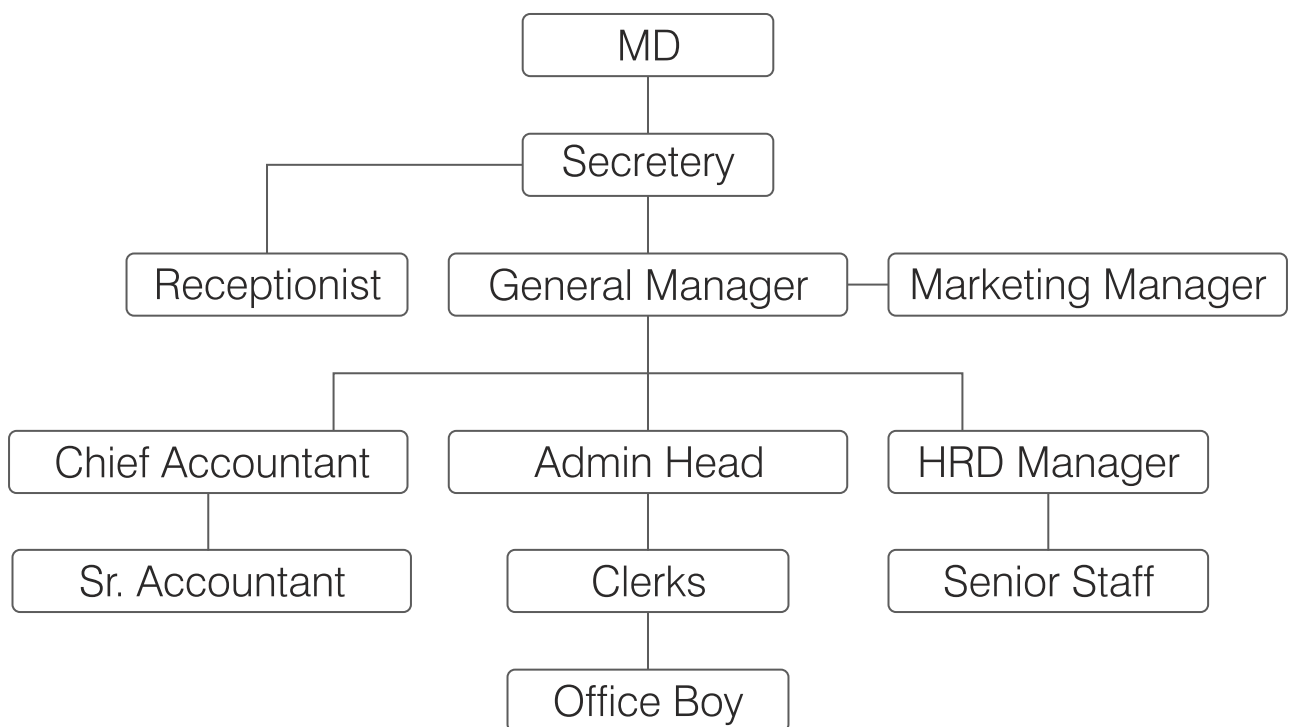 MD
Secretery
Receptionist
General Manager
Marketing Manager
Chief Accountant
Admin Head
HRD Manager
Sr. Accountant
Clerks
Senior Staff
Office Boy